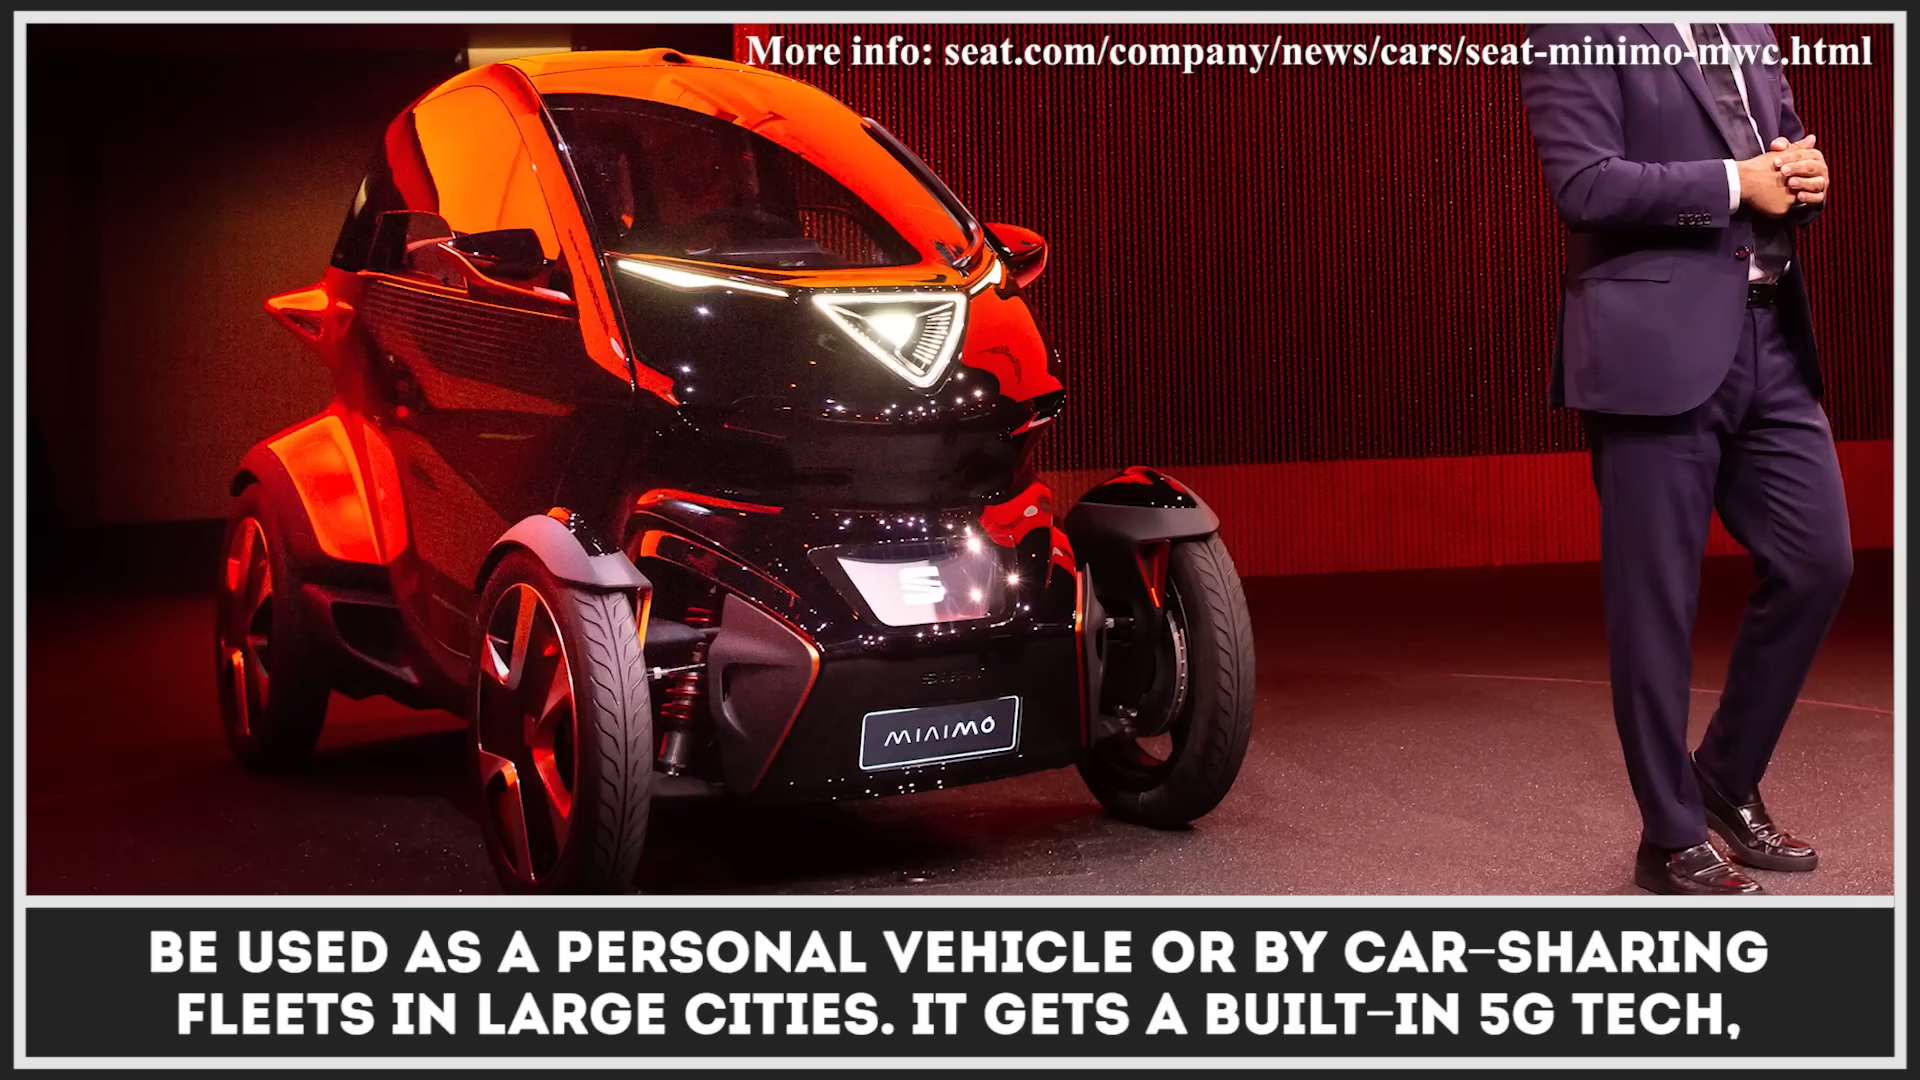 More info: seat.com/company/news/cars/seat-minimo-mwc.html
MINIMÓ
BE USED AS A PERSONAL VEHICLE OR BY CAR-SHARING
FLEETS IN LARGE CITIES. IT GETS A BUILT-IN 5G TECH,